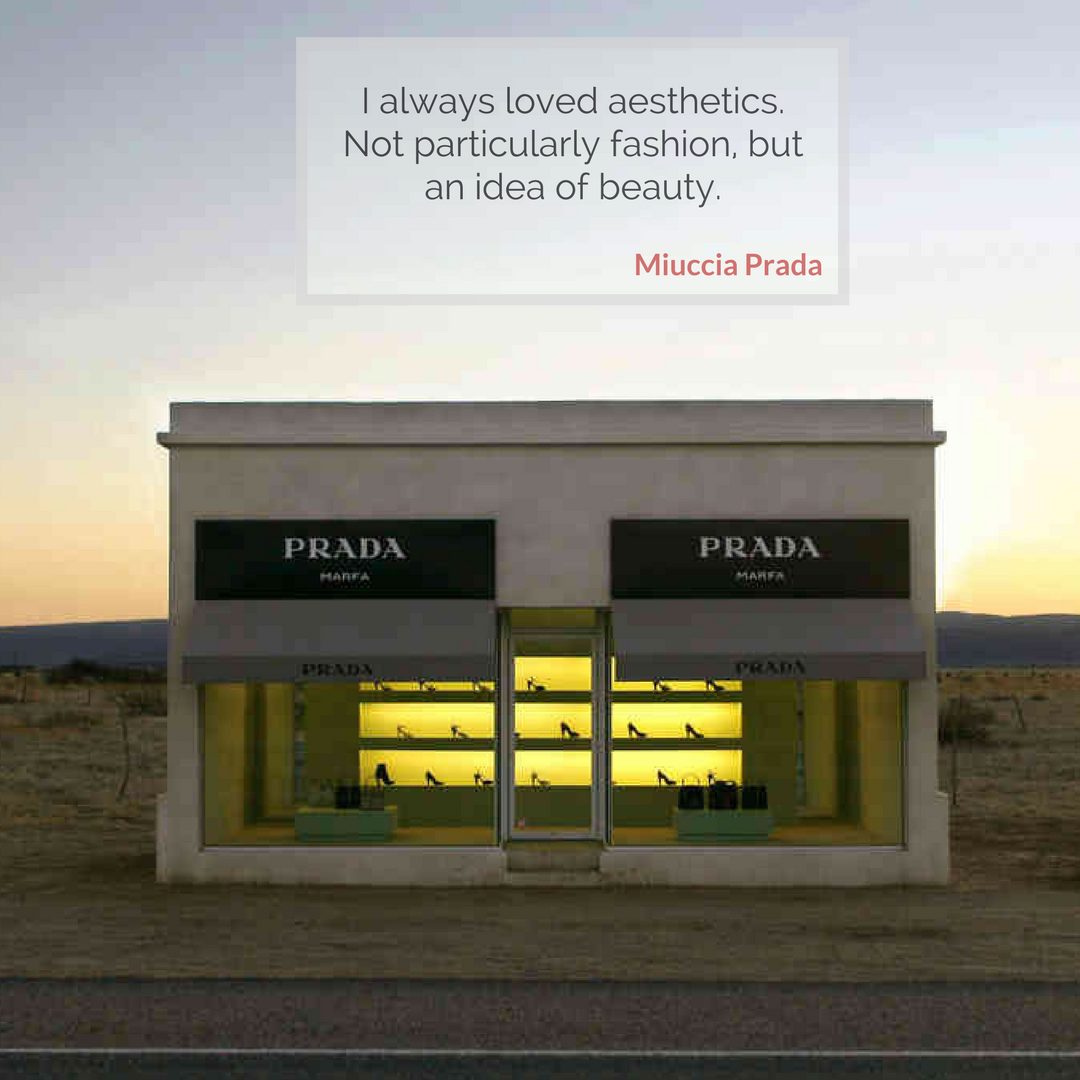 I always loved aesthetics.
Not particularly fashion, but
an idea of beauty.
Miuccia Prada
PRADA
MARFA
PRADA
MARFA
PRADA
PRADA